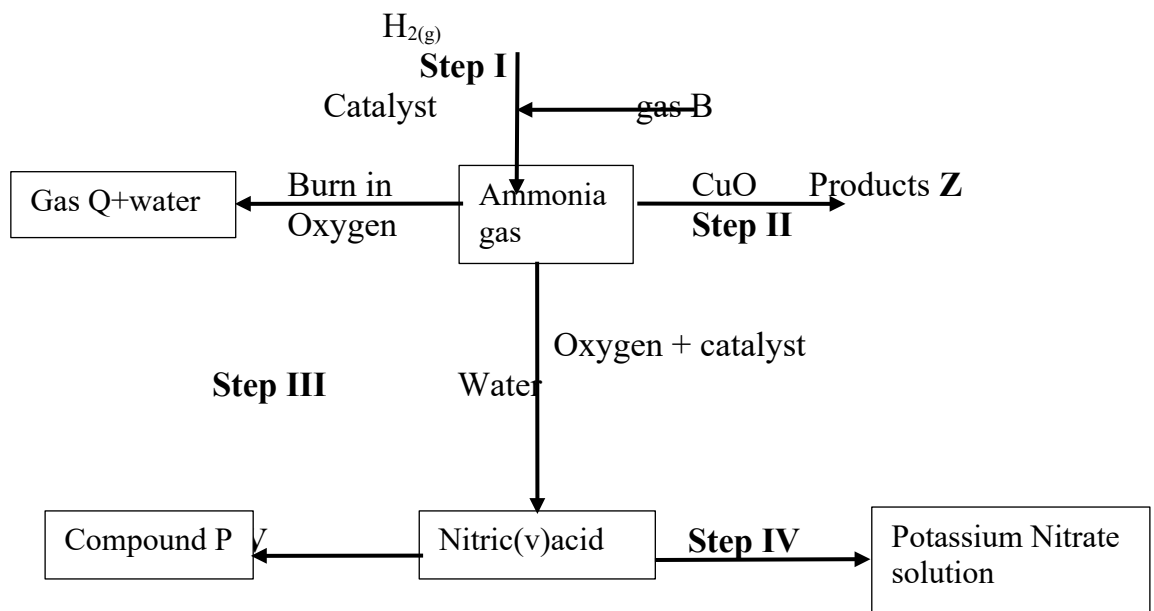 H2(g)
Step I
Catalyst gas B
Gas Q+water
Burn in
Oxygen
Ammonia
gas
CuO Products Z
Step II
Oxygen + catalyst
Step III Water
Compound P V
Nitric(v)acid
Step IV
Potassium Nitrate
solution